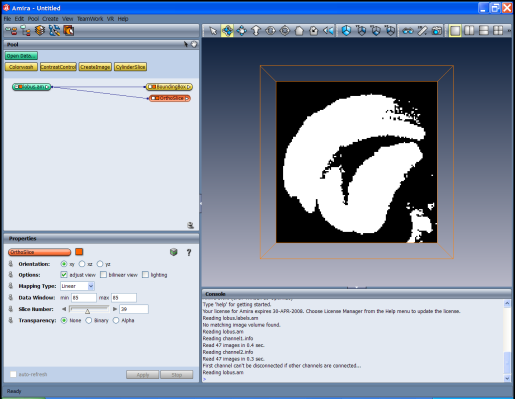 Amira - Untitled
File Edit Pool Create View TeamWork VR Help
Pool
Open Data...
Colorwash ContrastControl CreateImage CylinderSlice
lobus.am BoundingBox
OrthoSlice
Properties
OrthoSlice ?
Orientation: xy xz yz
Options: adjust view bilinear view lighting
Mapping Type: Linear
Data Window: min 85 max 85
Slice Number: 39
Transparency: None Binary Alpha
auto-refresh Apply Stop
Console
Type "help" for getting started.
Your license for Amira expires 30-APR-2008. Choose License Manager from the Help menu to update the license.
Reading lobus.labels.am
No matching image volume found.
Reading channel1.info
Read 47 images in 0.4 sec.
Reading channel2.info
Read 47 images in 0.3 sec.
First channel can't be disconnected if other channels are connected...
Reading lobus.am
>
Ready